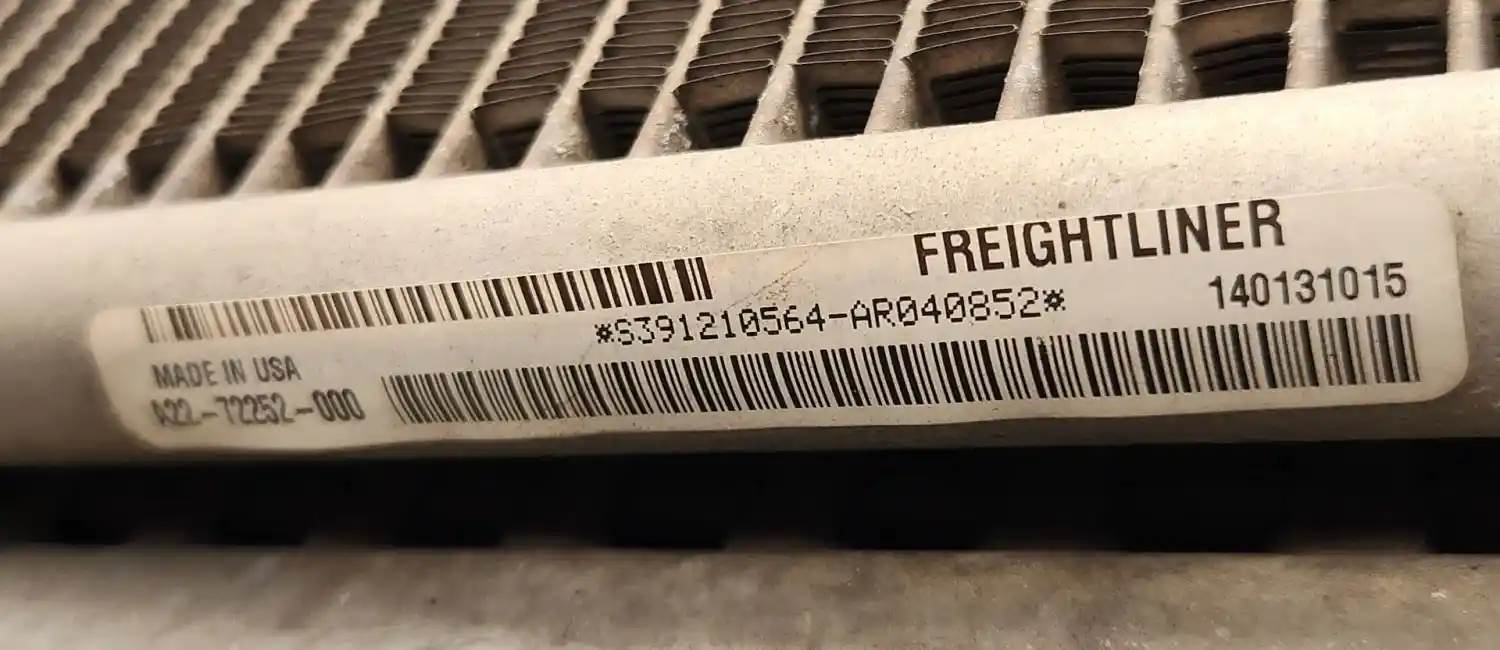 FREIGHTLINER
*S391210564-AR040852*
140131015
MADE IN USA
A22-72252-000